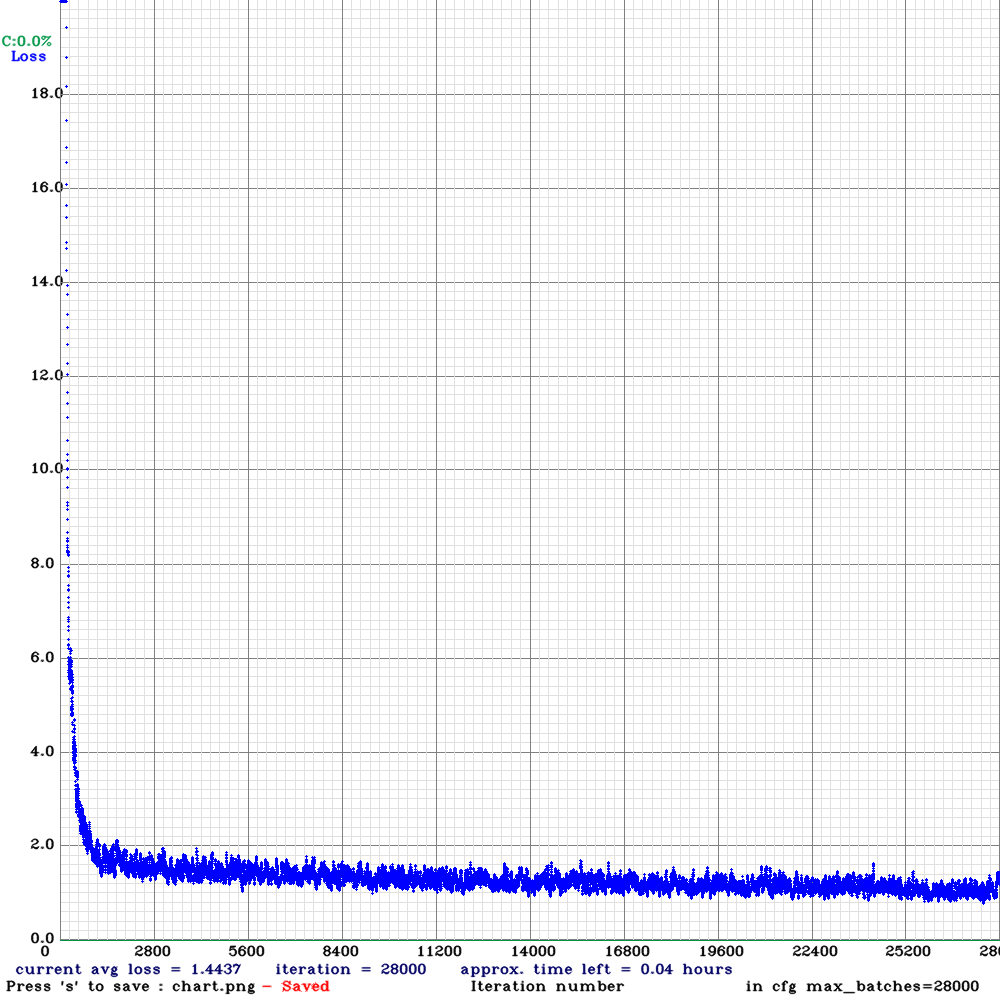 C:0.0%
Loss
18.0
16.0
14.0
12.0
10.0
8.0
6.0
4.0
2.0
0.0
0 2800 5600 8400 11200 14000 16800 19600 22400 25200 280
current avg loss = 1.4437 iteration = 28000 approx. time left = 0.04 hours
Press 's' to save : chart.png - Saved Iteration number in cfg max_batches=28000